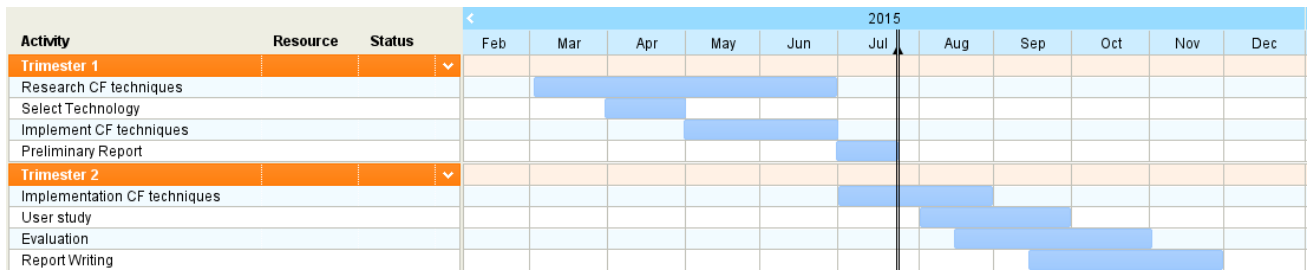 2015
Activity Resource Status Feb Mar Apr May Jun Jul Aug Sep Oct Nov Dec
Trimester 1
Research CF techniques
Select Technology
Implement CF techniques
Preliminary Report
Trimester 2
Implementation CF techniques
User study
Evaluation
Report Writing